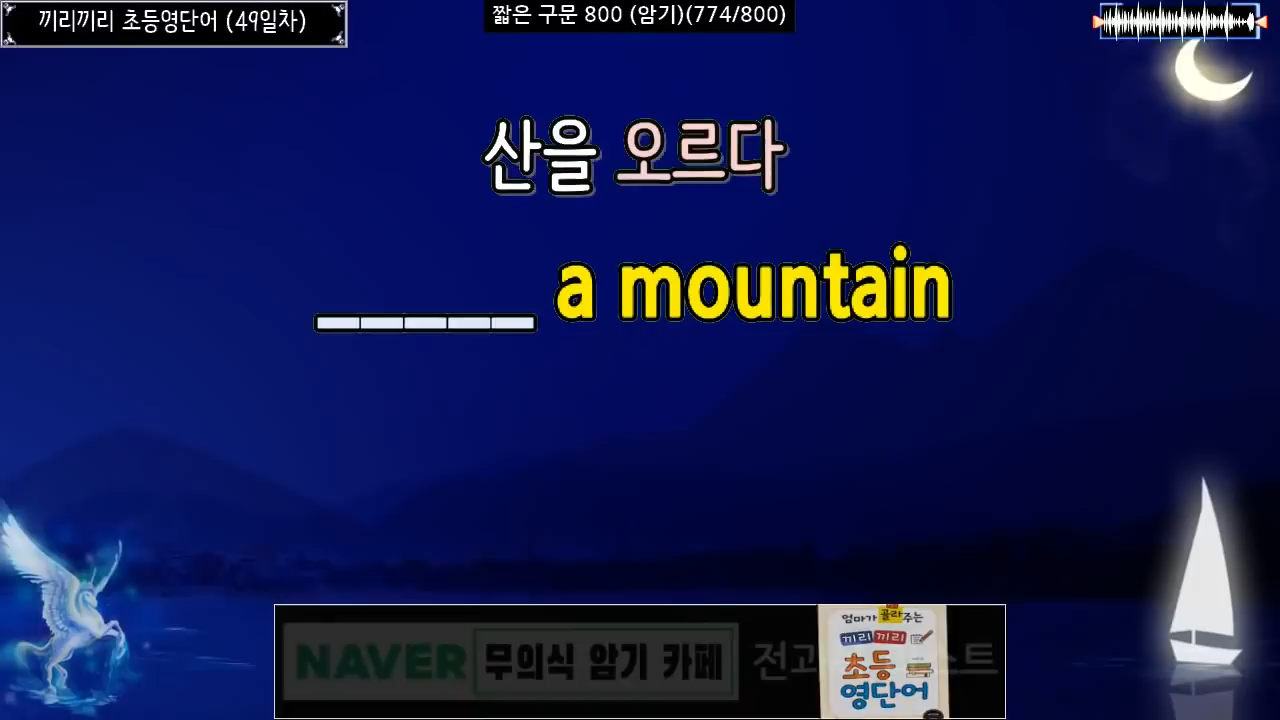 끼리끼리 초등영단어 (49일차)
짧은 구문 800 (암기)(774/800)
산을 오르다
_____ a mountain
NAVER 무의식 암기 카페
엄마가 골라주는
끼리끼리
초등
영단어